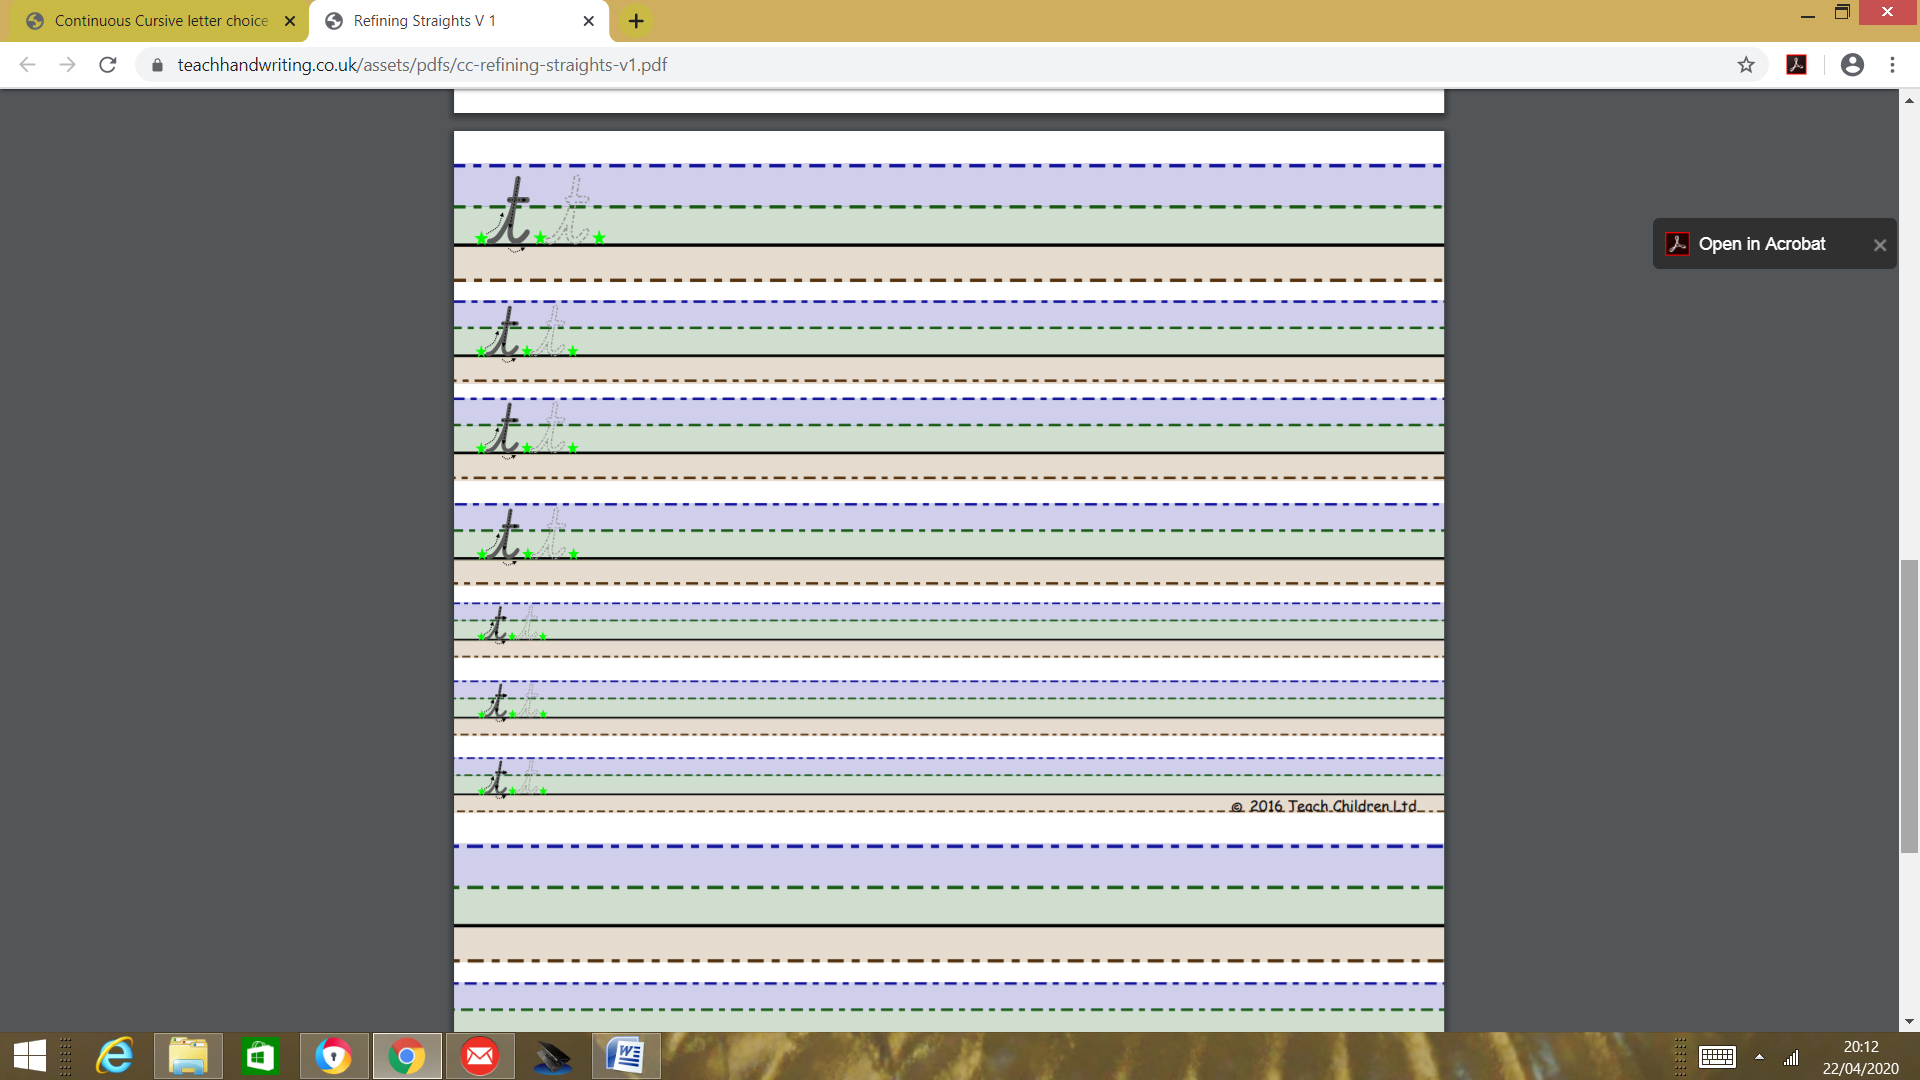 Continuous Cursive letter choice
Refining Straights V 1
teachhandwriting.co.uk/assets/pdfs/cc-refining-straights-v1.pdf
Open in Acrobat
t t
t t
t t
t t
t t
t t
t t
© 2016 Teach Children Ltd
20:12
22/04/2020